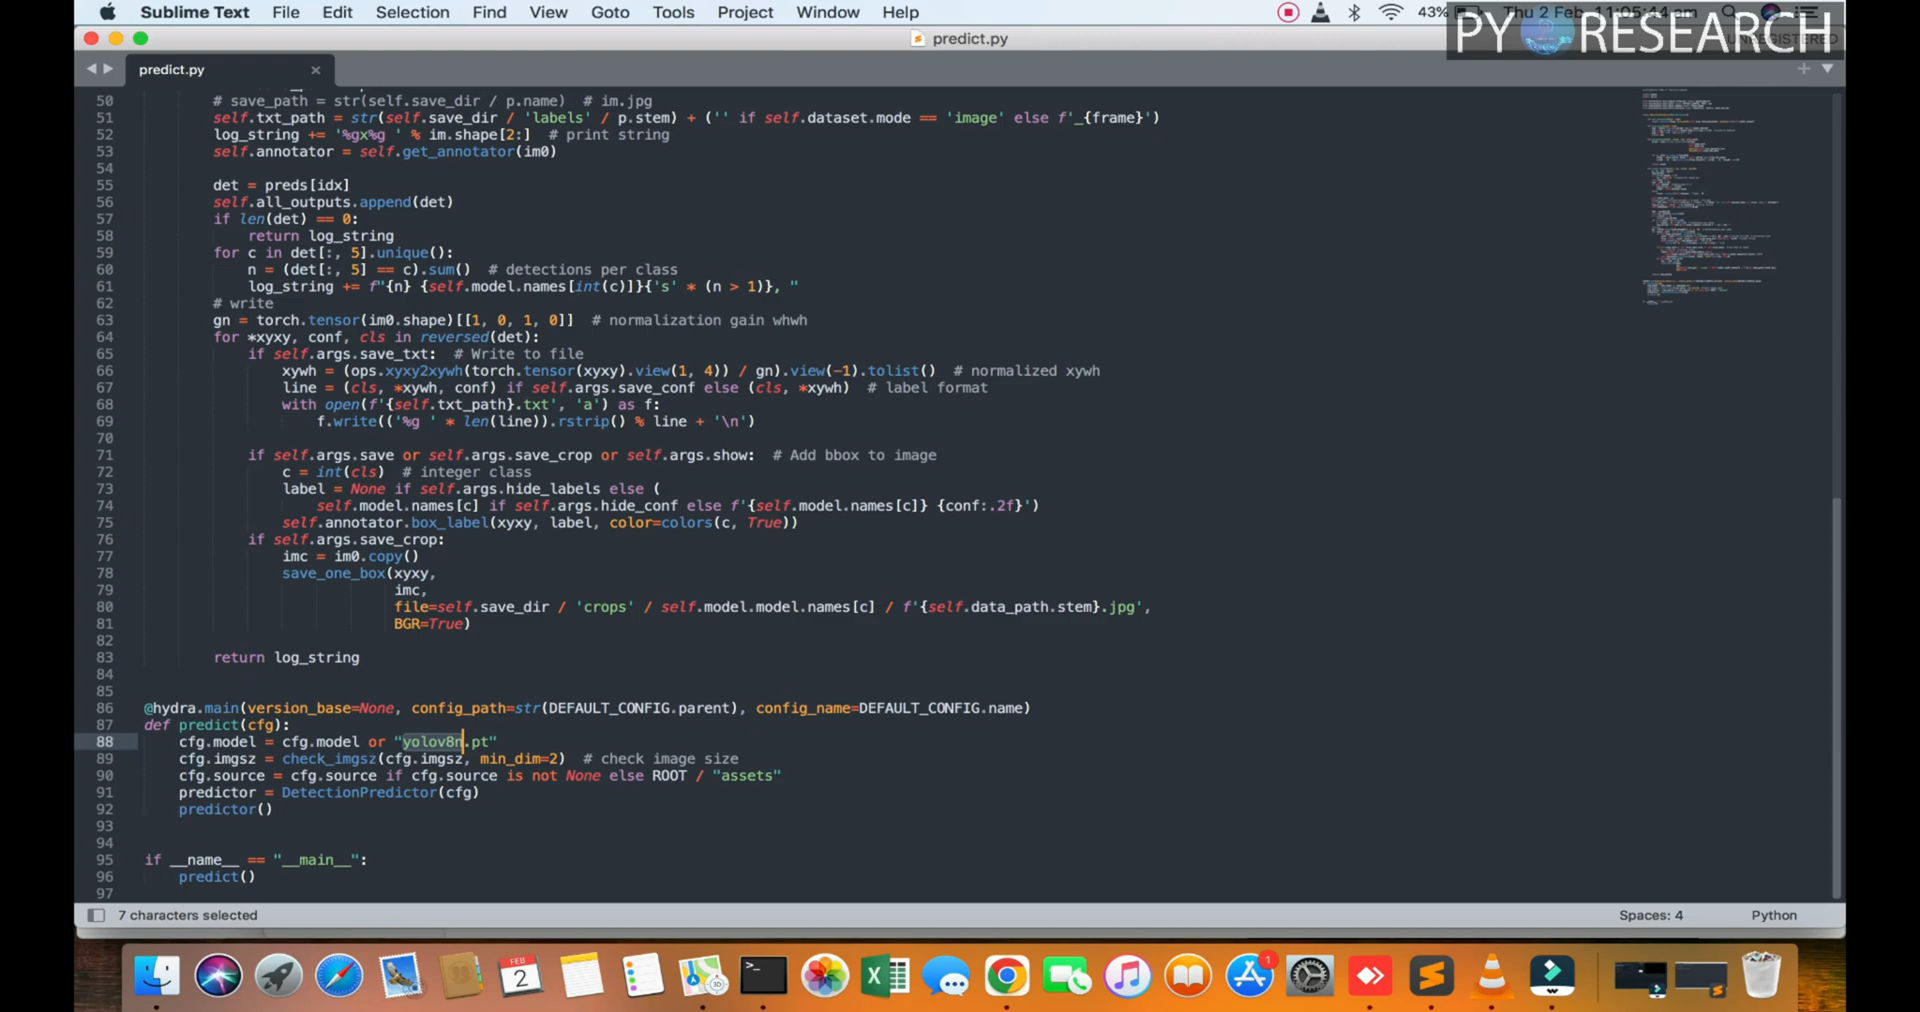 Sublime Text File Edit Selection Find View Goto Tools Project Window Help 43% Thu 2 Feb 11:05:44 am
predict.py
PY RESEARCH
UNREGISTERED
predict.py
50 # save_path = str(self.save_dir / p.name)  # im.jpg
51 self.txt_path = str(self.save_dir / 'labels' / p.stem) + ('' if self.dataset.mode == 'image' else f'_{frame}')
52 log_string += '%gx%g ' % im.shape[2:]  # print string
53 self.annotator = self.get_annotator(im0)
54
55 det = preds[idx]
56 self.all_outputs.append(det)
57 if len(det) == 0:
58 return log_string
59 for c in det[:, 5].unique():
60 n = (det[:, 5] == c).sum()  # detections per class
61 log_string += f"{n} {self.model.names[int(c)]}{'s' * (n > 1)}, "
62 # write
63 gn = torch.tensor(im0.shape)[[1, 0, 1, 0]]  # normalization gain whwh
64 for *xyxy, conf, cls in reversed(det):
65 if self.args.save_txt:  # Write to file
66 xywh = (ops.xyxy2xywh(torch.tensor(xyxy).view(1, 4)) / gn).view(-1).tolist()  # normalized xywh
67 line = (cls, *xywh, conf) if self.args.save_conf else (cls, *xywh)  # label format
68 with open(f'{self.txt_path}.txt', 'a') as f:
69 f.write(('%g ' * len(line)).rstrip() % line + '\n')
70
71 if self.args.save or self.args.save_crop or self.args.show:  # Add bbox to image
72 c = int(cls)  # integer class
73 label = None if self.args.hide_labels else (
74 self.model.names[c] if self.args.hide_conf else f'{self.model.names[c]} {conf:.2f}')
75 self.annotator.box_label(xyxy, label, color=colors(c, True))
76 if self.args.save_crop:
77 imc = im0.copy()
78 save_one_box(xyxy,
79 imc,
80 file=self.save_dir / 'crops' / self.model.model.names[c] / f'{self.data_path.stem}.jpg',
81 BGR=True)
82
83 return log_string
84
85
86 @hydra.main(version_base=None, config_path=str(DEFAULT_CONFIG.parent), config_name=DEFAULT_CONFIG.name)
87 def predict(cfg):
88 cfg.model = cfg.model or "yolov8n.pt"
89 cfg.imgsz = check_imgsz(cfg.imgsz, min_dim=2)  # check image size
90 cfg.source = cfg.source if cfg.source is not None else ROOT / "assets"
91 predictor = DetectionPredictor(cfg)
92 predictor()
93
94
95 if __name__ == "__main__":
96 predict()
97
7 characters selected Spaces: 4 Python
FEB
2
1